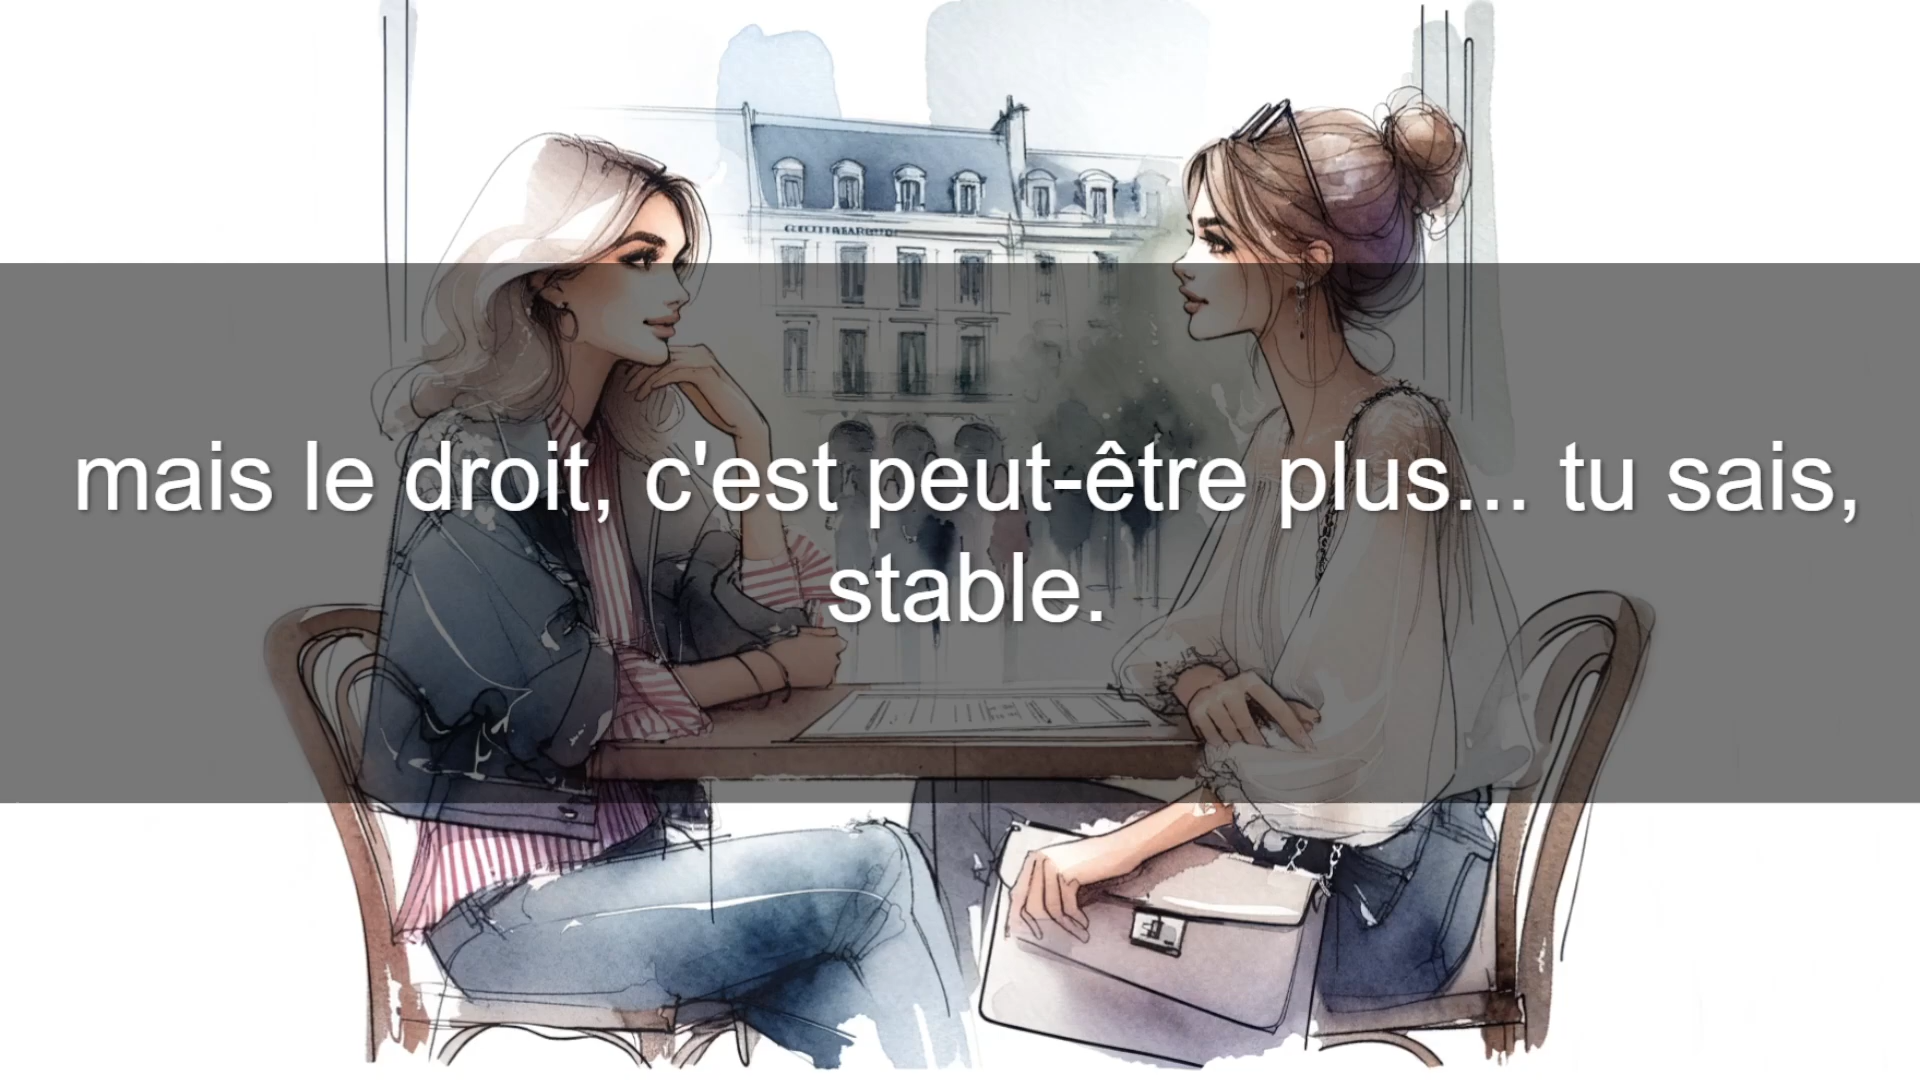 mais le droit, c'est peut-être plus... tu sais,
stable.